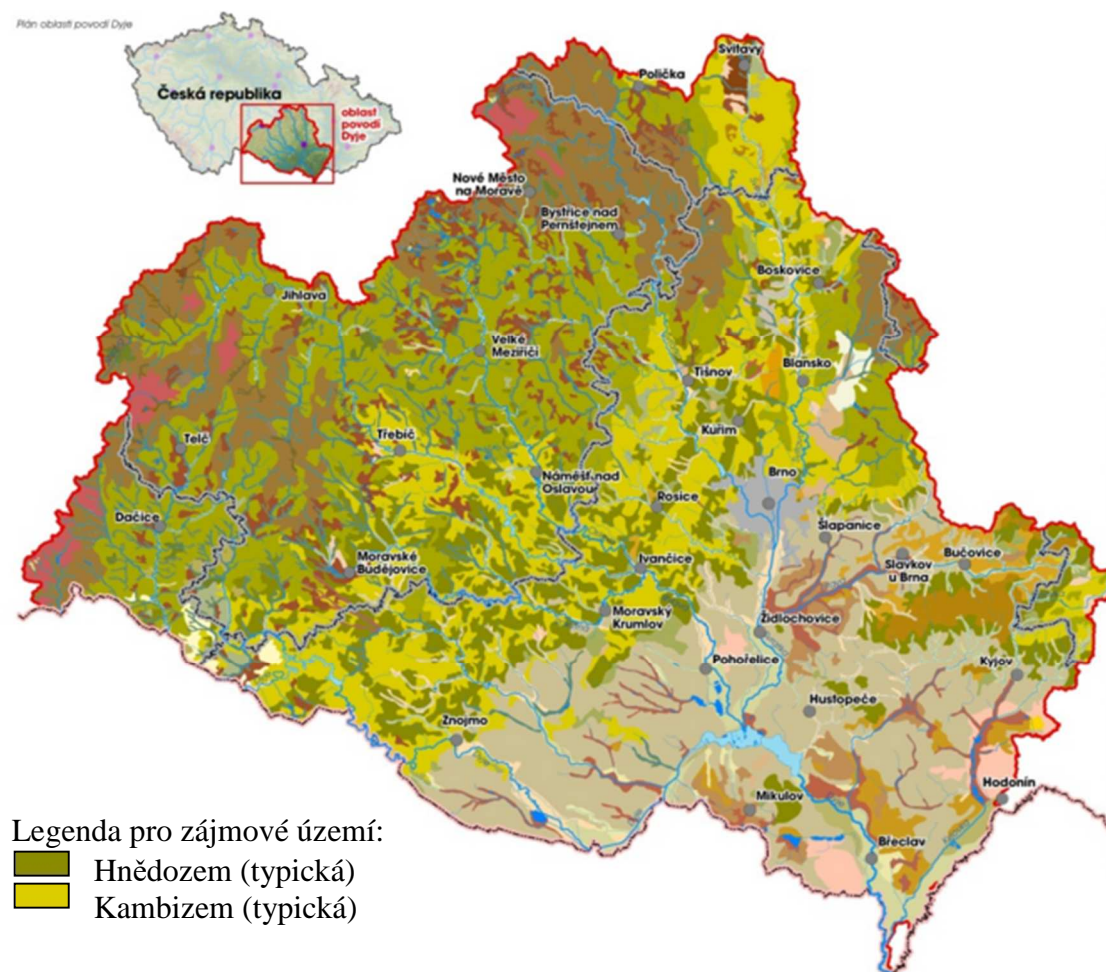 Plán oblasti povodí Dyje
Česká republika
oblast
povodí
Dyje
Svitavy
Polička
Nové Město
na Moravě
Bystřice nad
Pernštejnem
Boskovice
Jihlava
Velké
Meziříčí
Blansko
Tišnov
Kuřim
Telč
Třebíč
Náměšť nad
Oslavou
Brno
Rosice
Dačice
Šlapanice
Moravské
Budějovice
Ivančice
Slavkov
u Brna
Bučovice
Moravský
Krumlov
Židlochovice
Pohořelice
Kyjov
Hustopeče
Znojmo
Mikulov
Hodonín
Břeclav
Legenda pro zájmové území:
Hnědozem (typická)
Kambizem (typická)